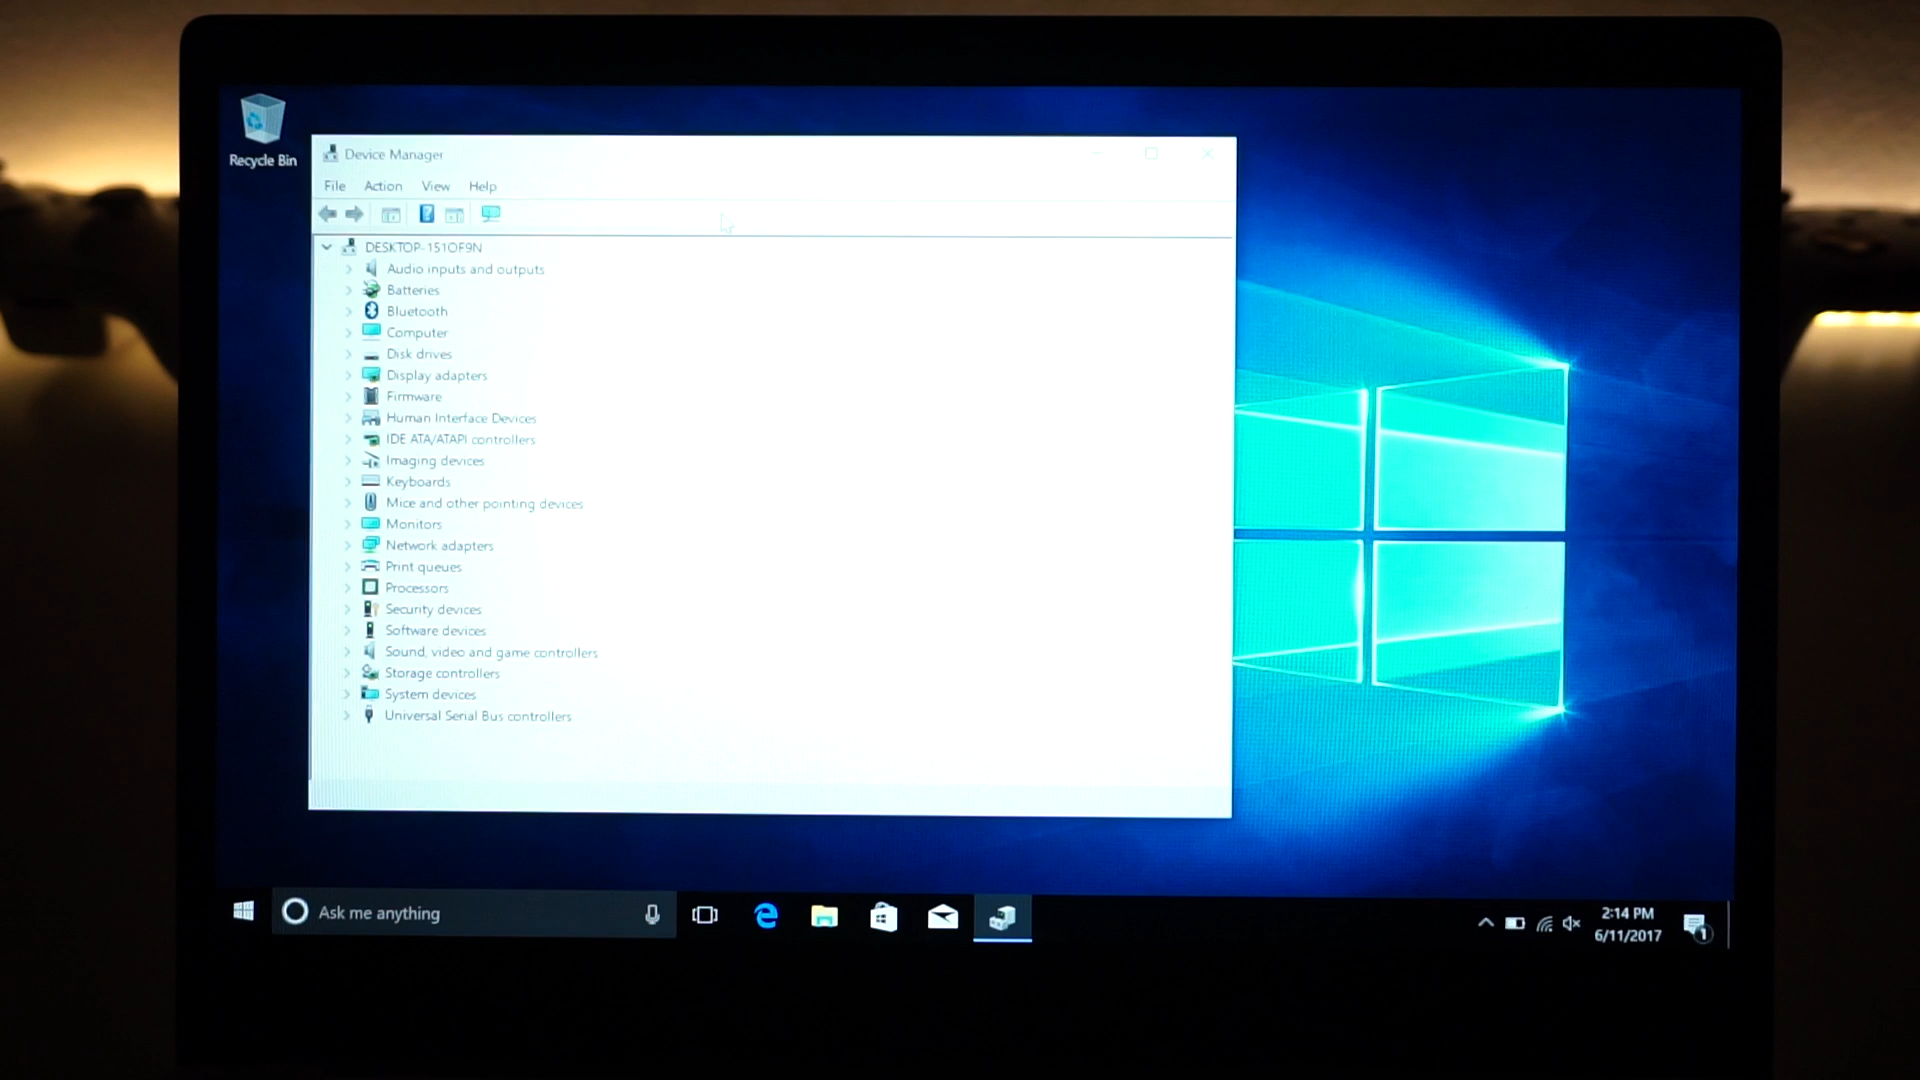 Recycle Bin
Device Manager
File Action View Help
DESKTOP-151OF9N
Audio inputs and outputs
Batteries
Bluetooth
Computer
Disk drives
Display adapters
Firmware
Human Interface Devices
IDE ATA/ATAPI controllers
Imaging devices
Keyboards
Mice and other pointing devices
Monitors
Network adapters
Print queues
Processors
Security devices
Software devices
Sound, video and game controllers
Storage controllers
System devices
Universal Serial Bus controllers
Ask me anything
2:14 PM
6/11/2017
1